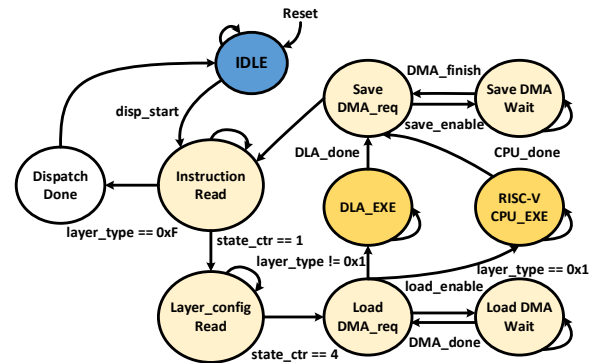 Reset
IDLE
DMA_finish
Save
DMA_req
Save DMA
Wait
disp_start
save_enable
DLA_done
CPU_done
Dispatch
Done
Instruction
Read
DLA_EXE
RISC-V
CPU_EXE
layer_type == 0xF
state_ctr == 1
layer_type != 0x1
layer_type == 0x1
load_enable
Layer_config
Read
Load
DMA_req
Load DMA
Wait
DMA_done
state_ctr == 4